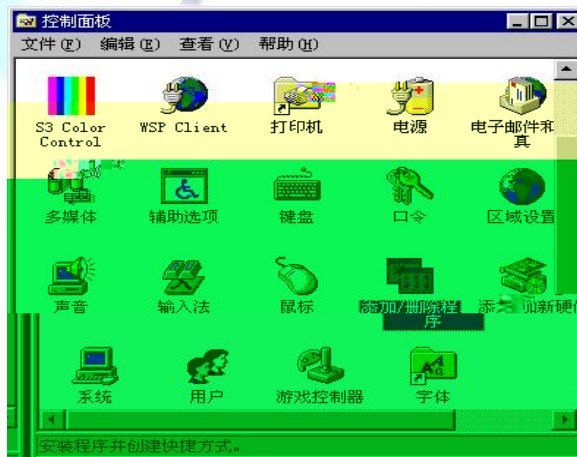 控制面板
文件(F) 编辑(E) 查看(V) 帮助(H)
S3 Color Control WSP Client 打印机 电源 电子邮件和 真
多媒体 辅助选项 键盘 口令 区域设置
声音 输入法 鼠标 添加/删除程序 添 加新硬
系统 用户 游戏控制器 字体
安装程序并创建快捷方式。